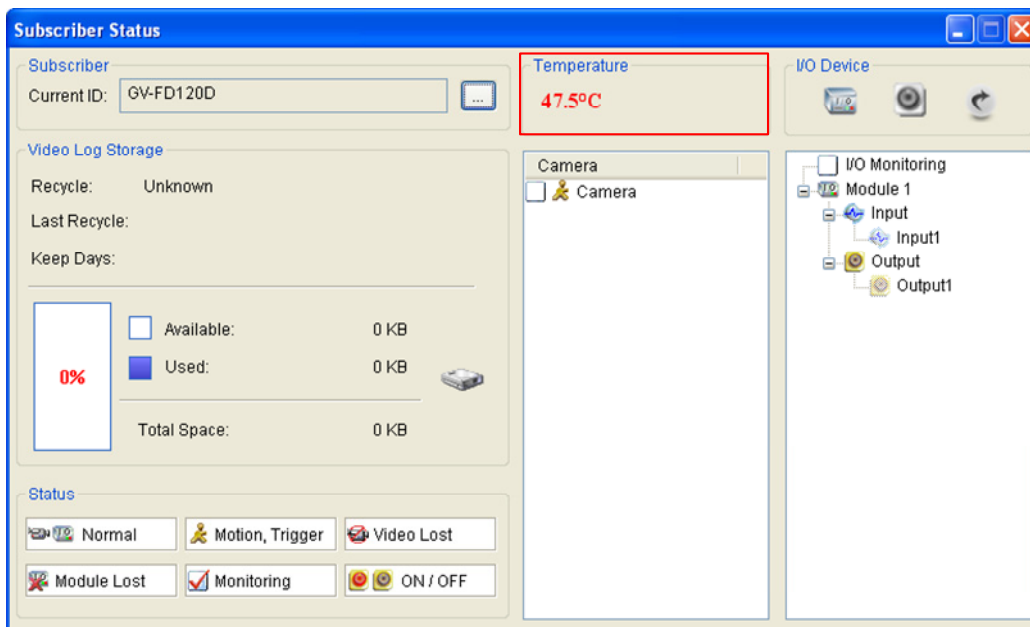 Subscriber Status
Subscriber
Current ID: GV-FD120D ...
Temperature
47.5°C
I/O Device
Video Log Storage
Recycle: Unknown
Last Recycle:
Keep Days:
0%
Available: 0 KB
Used: 0 KB
Total Space: 0 KB
Status
Normal
Motion, Trigger
Video Lost
Module Lost
Monitoring
ON / OFF
Camera
Camera
I/O Monitoring
Module 1
Input
Input1
Output
Output1